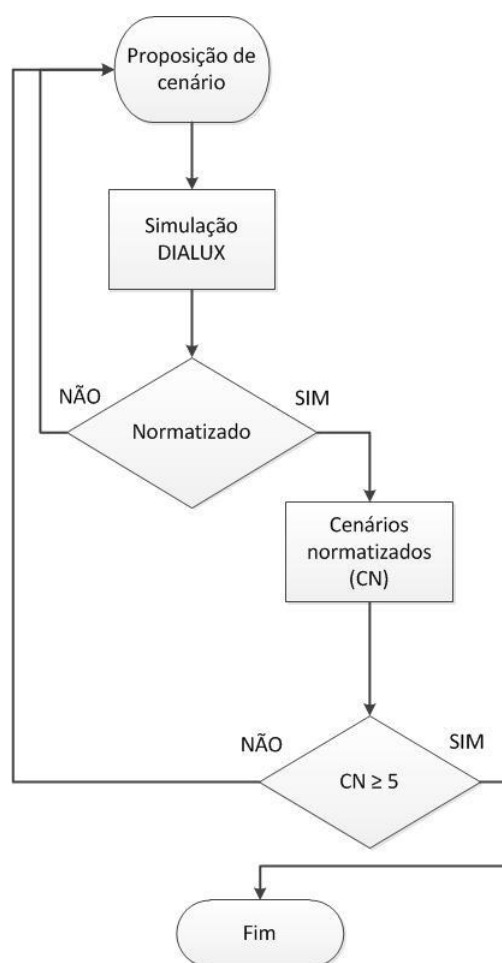 Proposição de
cenário
Simulação
DIALUX
NÃO
SIM
Normatizado
Cenários
normatizados
(CN)
NÃO
SIM
CN ≥ 5
Fim